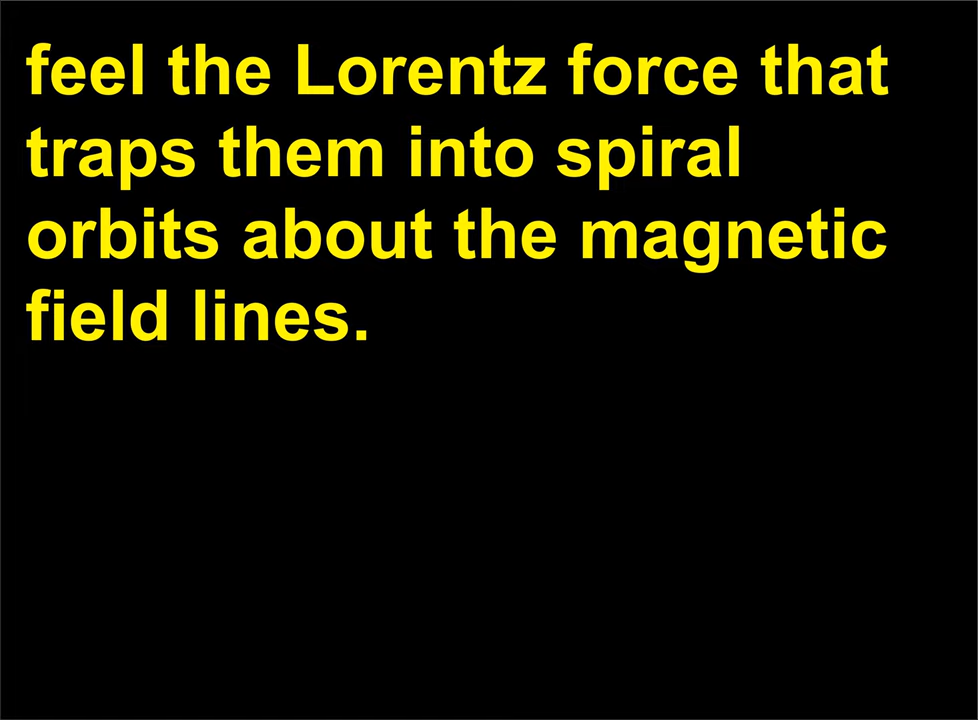 feel the Lorentz force that
traps them into spiral
orbits about the magnetic
field lines.